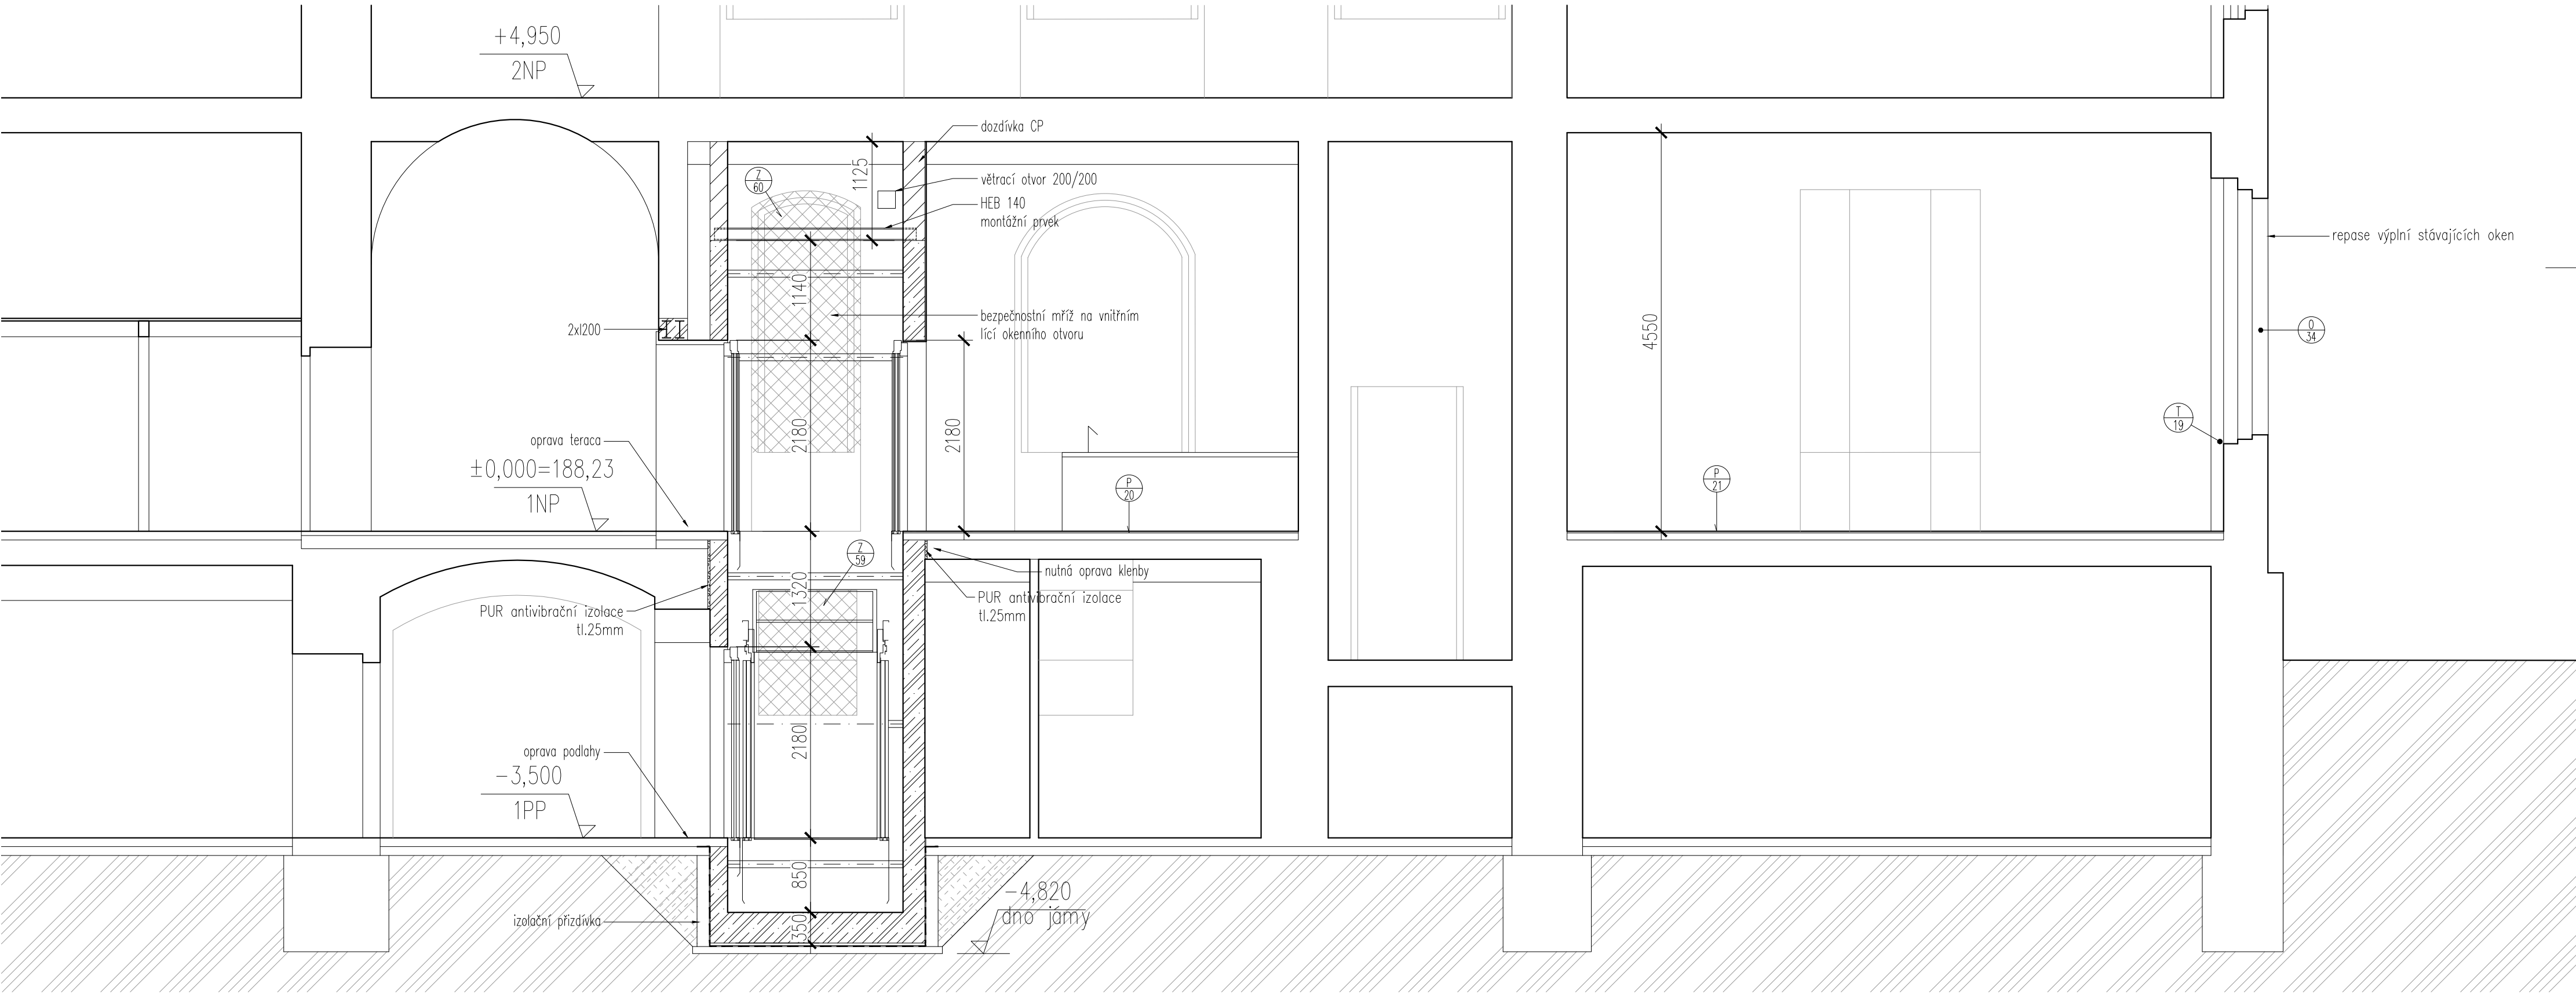 +4,950
2NP
dozdívka CP
1125
Z
60
větrací otvor 200/200
HEB 140
montážní prvek
repase výplní stávajících oken
1140
bezpečnostní mříž na vnitřním
lící okenního otvoru
2xI200
4550
O
34
T
19
2180
2180
oprava teraca
±0,000=188,23
1NP
P
20
P
21
Z
59
nutná oprava klenby
1320
PUR antivibrační izolace
tl.25mm
PUR antivibrační izolace
tl.25mm
2180
oprava podlahy
-3,500
1PP
850
-4,820
dno jámy
izolační přizdívka
350